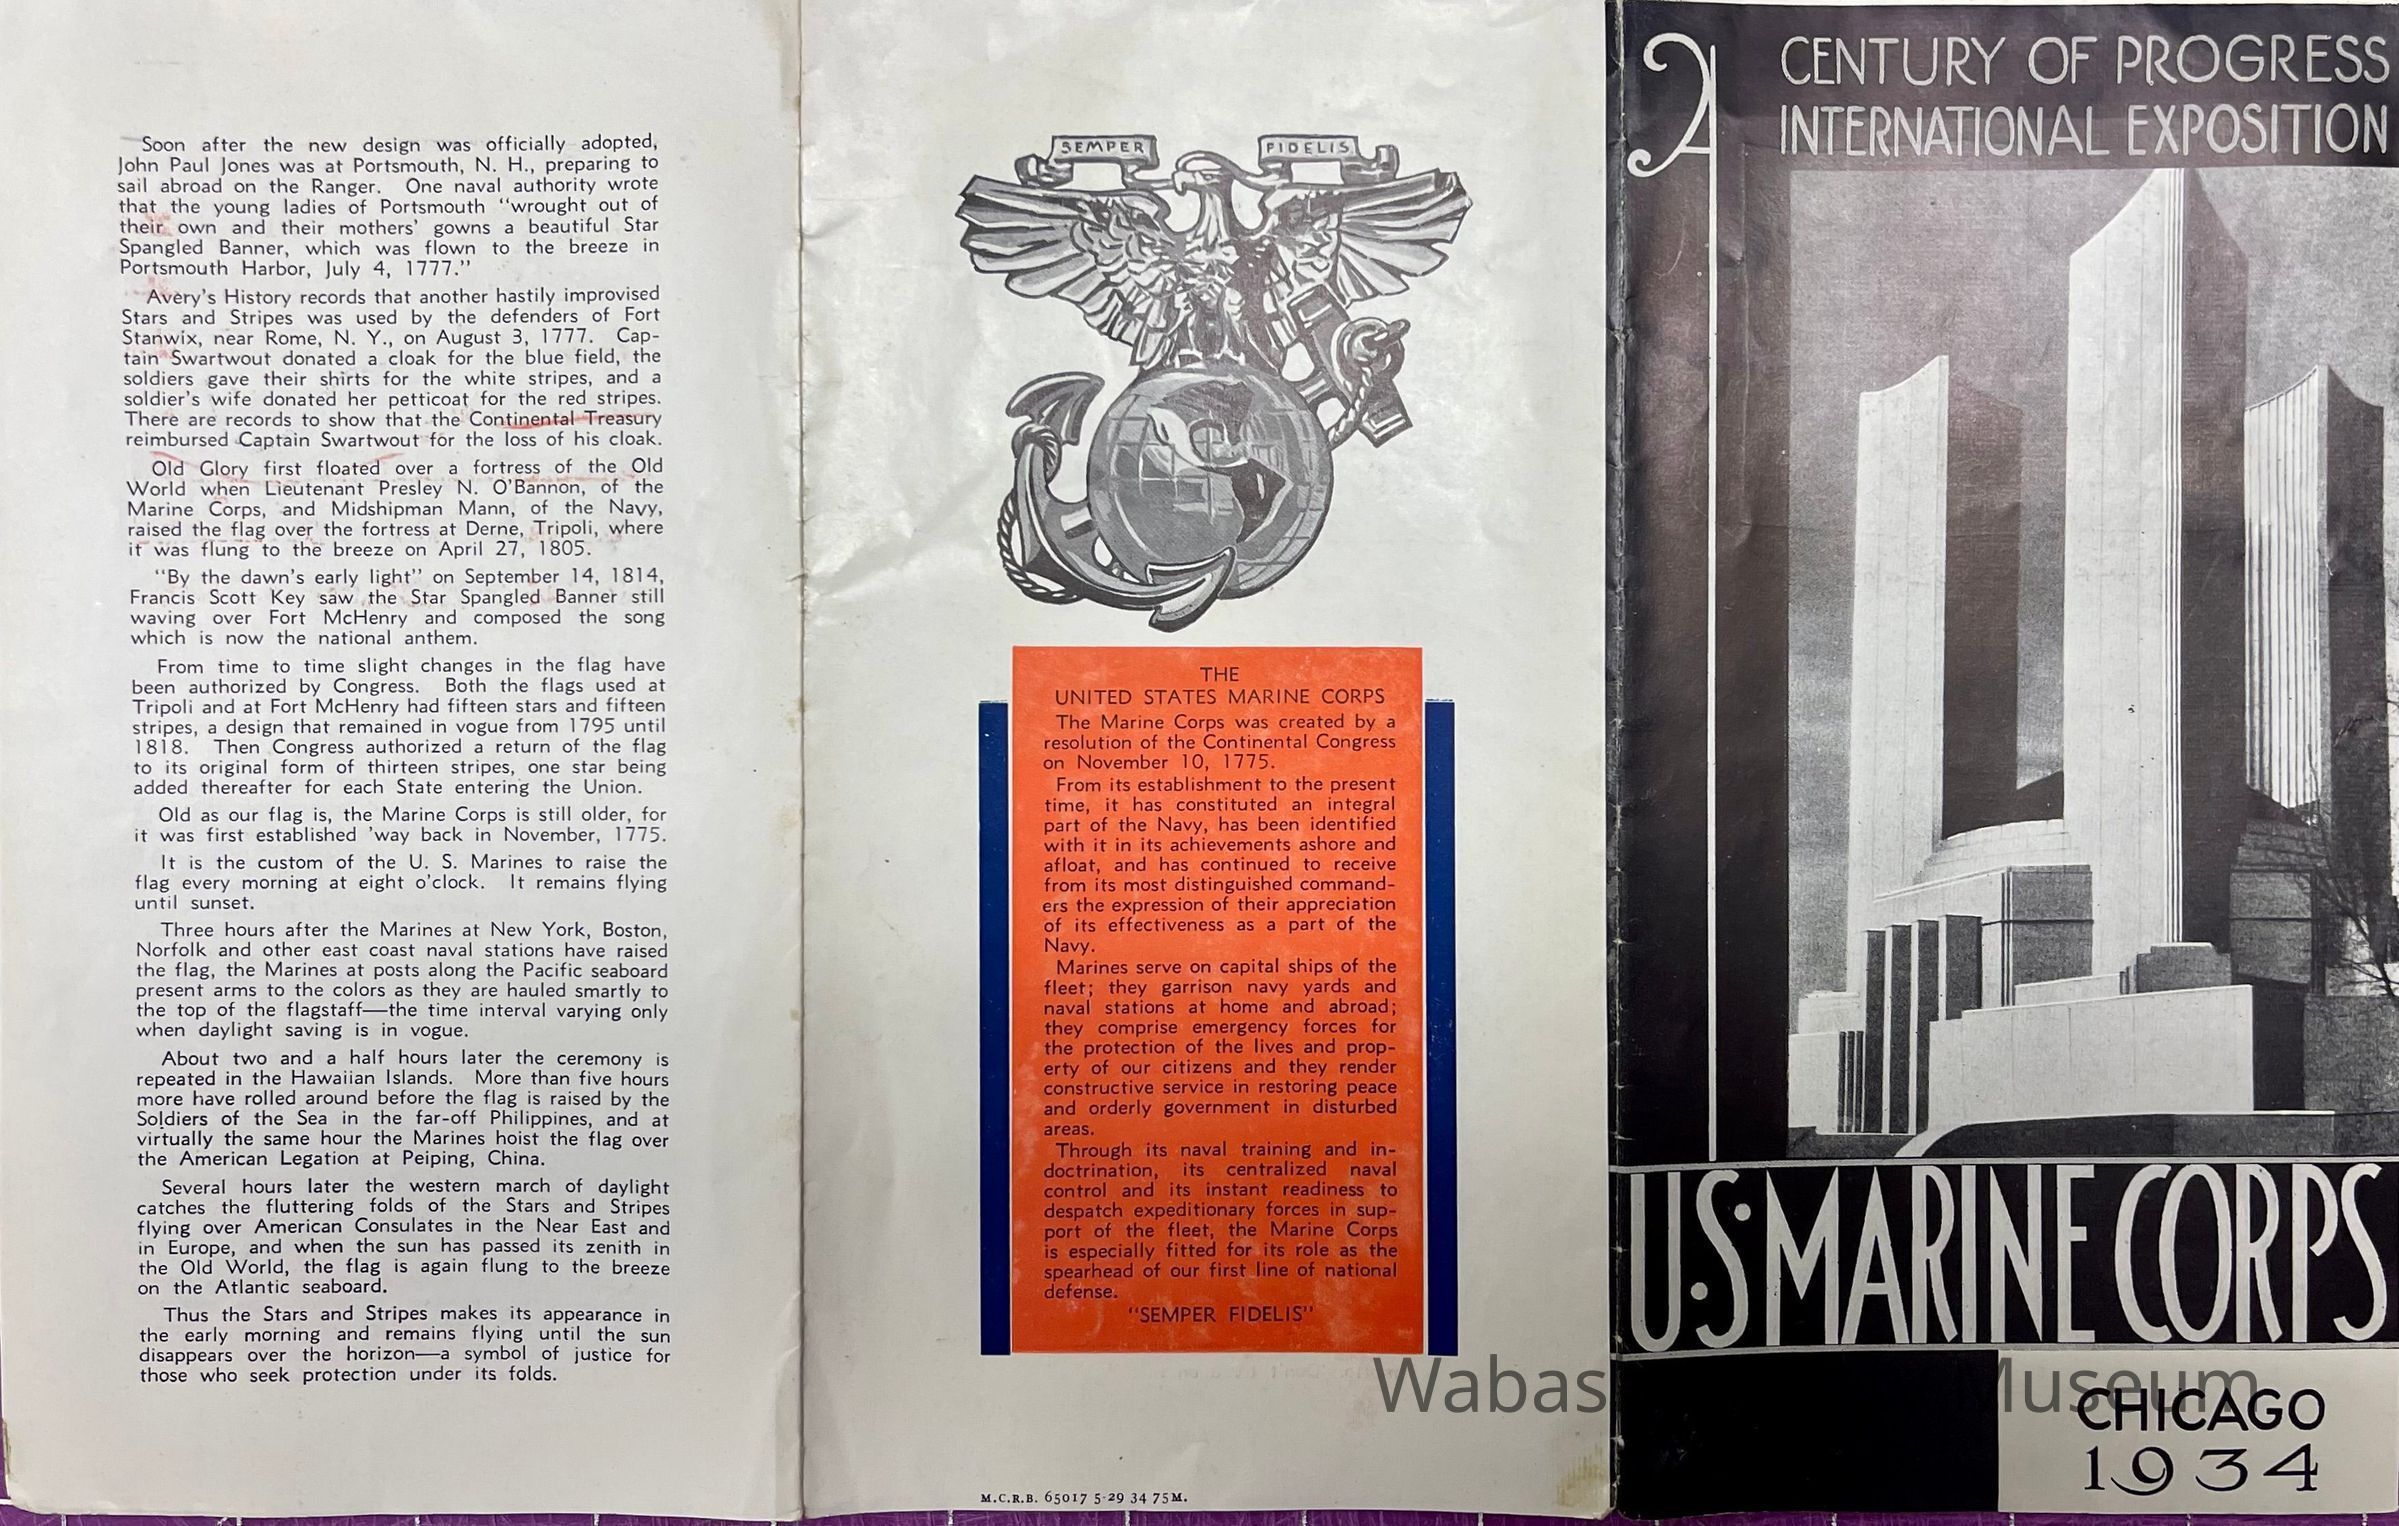 Soon after the new design was officially adopted,
John Paul Jones was at Portsmouth, N. H., preparing to
sail abroad on the Ranger. One naval authority wrote
that the young ladies of Portsmouth "wrought out of
their own and their mothers' gowns a beautiful Star
Spangled Banner, which was flown to the breeze in
Portsmouth Harbor, July 4, 1777."
Avery's History records that another hastily improvised
Stars and Stripes was used by the defenders of Fort
Stanwix, near Rome, N. Y., on August 3, 1777. Cap-
tain Swartwout donated a cloak for the blue field, the
soldiers gave their shirts for the white stripes, and a
soldier's wife donated her petticoat for the red stripes.
There are records to show that the Continental Treasury
reimbursed Captain Swartwout for the loss of his cloak.
Old Glory first floated over a fortress of the Old
World when Lieutenant Presley N. O'Bannon, of the
Marine Corps, and Midshipman Mann, of the Navy,
raised the flag over the fortress at Derne, Tripoli, where
it was flung to the breeze on April 27, 1805.
"By the dawn's early light" on September 14, 1814,
Francis Scott Key saw the Star Spangled Banner still
waving over Fort McHenry and composed the song
which is now the national anthem.
From time to time slight changes in the flag have
been authorized by Congress. Both the flags used at
Tripoli and at Fort McHenry had fifteen stars and fifteen
stripes, a design that remained in vogue from 1795 until
1818. Then Congress authorized a return of the flag
to its original form of thirteen stripes, one star being
added thereafter for each State entering the Union.
Old as our flag is, the Marine Corps is still older, for
it was first established 'way back in November, 1775.
It is the custom of the U. S. Marines to raise the
flag every morning at eight o'clock. It remains flying
until sunset.
Three hours after the Marines at New York, Boston,
Norfolk and other east coast naval stations have raised
the flag, the Marines at posts along the Pacific seaboard
present arms to the colors as they are hauled smartly to
the top of the flagstaff—the time interval varying only
when daylight saving is in vogue.
About two and a half hours later the ceremony is
repeated in the Hawaiian Islands. More than five hours
more have rolled around before the flag is raised by the
Soldiers of the Sea in the far-off Philippines, and at
virtually the same hour the Marines hoist the flag over
the American Legation at Peiping, China.
Several hours later the western march of daylight
catches the fluttering folds of the Stars and Stripes
flying over American Consulates in the Near East and
in Europe, and when the sun has passed its zenith in
the Old World, the flag is again flung to the breeze
on the Atlantic seaboard.
Thus the Stars and Stripes makes its appearance in
the early morning and remains flying until the sun
disappears over the horizon—a symbol of justice for
those who seek protection under its folds.
SEMPER FIDELIS
THE
UNITED STATES MARINE CORPS
The Marine Corps was created by a
resolution of the Continental Congress
on November 10, 1775.
From its establishment to the present
time, it has constituted an integral
part of the Navy, has been identified
with it in its achievements ashore and
afloat, and has continued to receive
from its most distinguished command-
ers the expression of their appreciation
of its effectiveness as a part of the
Navy.
Marines serve on capital ships of the
fleet; they garrison navy yards and
naval stations at home and abroad;
they comprise emergency forces for
the protection of the lives and prop-
erty of our citizens and they render
constructive service in restoring peace
and orderly government in disturbed
areas.
Through its naval training and in-
doctrination, its centralized naval
control and its instant readiness to
despatch expeditionary forces in sup-
port of the fleet, the Marine Corps
is especially fitted for its role as the
spearhead of our first line of national
defense.
"SEMPER FIDELIS"
M.C.R.B. 65017 5-29 34 75M.
A CENTURY OF PROGRESS
INTERNATIONAL EXPOSITION
U.S. MARINE CORPS
CHICAGO
1934
Wabas Museum